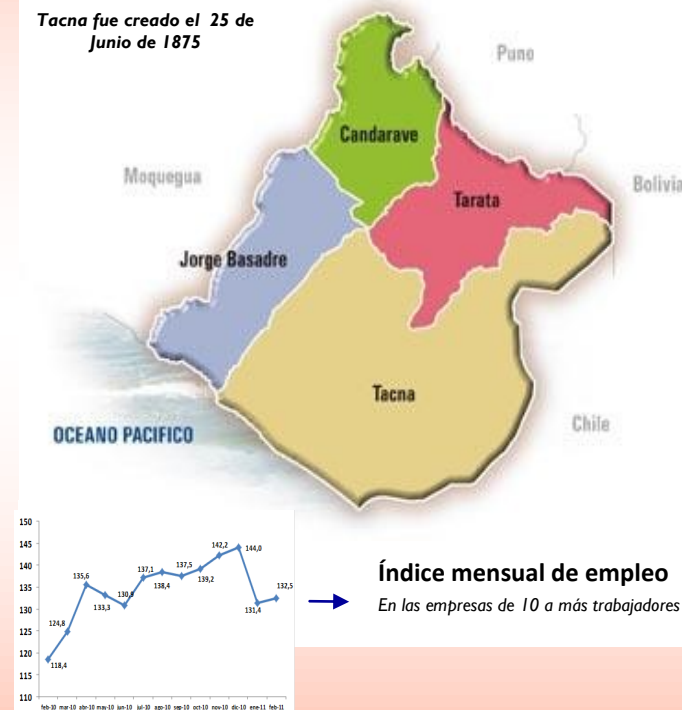 Tacna fue creado el 25 de
Junio de 1875
Puno
Candarave
Moquegua
Bolivia
Tarata
Jorge Basadre
Tacna
Chile
OCEANO PACIFICO
150
145
140
135
130
125
120
115
110
118,4
124,8
135,6
133,3
130,9
137,1
138,4
137,5
139,2
142,2
144,0
131,4
132,5
feb-10 mar-10 abr-10 may-10 jun-10 jul-10 ago-10 sep-10 oct-10 nov-10 dic-10 ene-11 feb-11
Índice mensual de empleo
En las empresas de 10 a más trabajadores